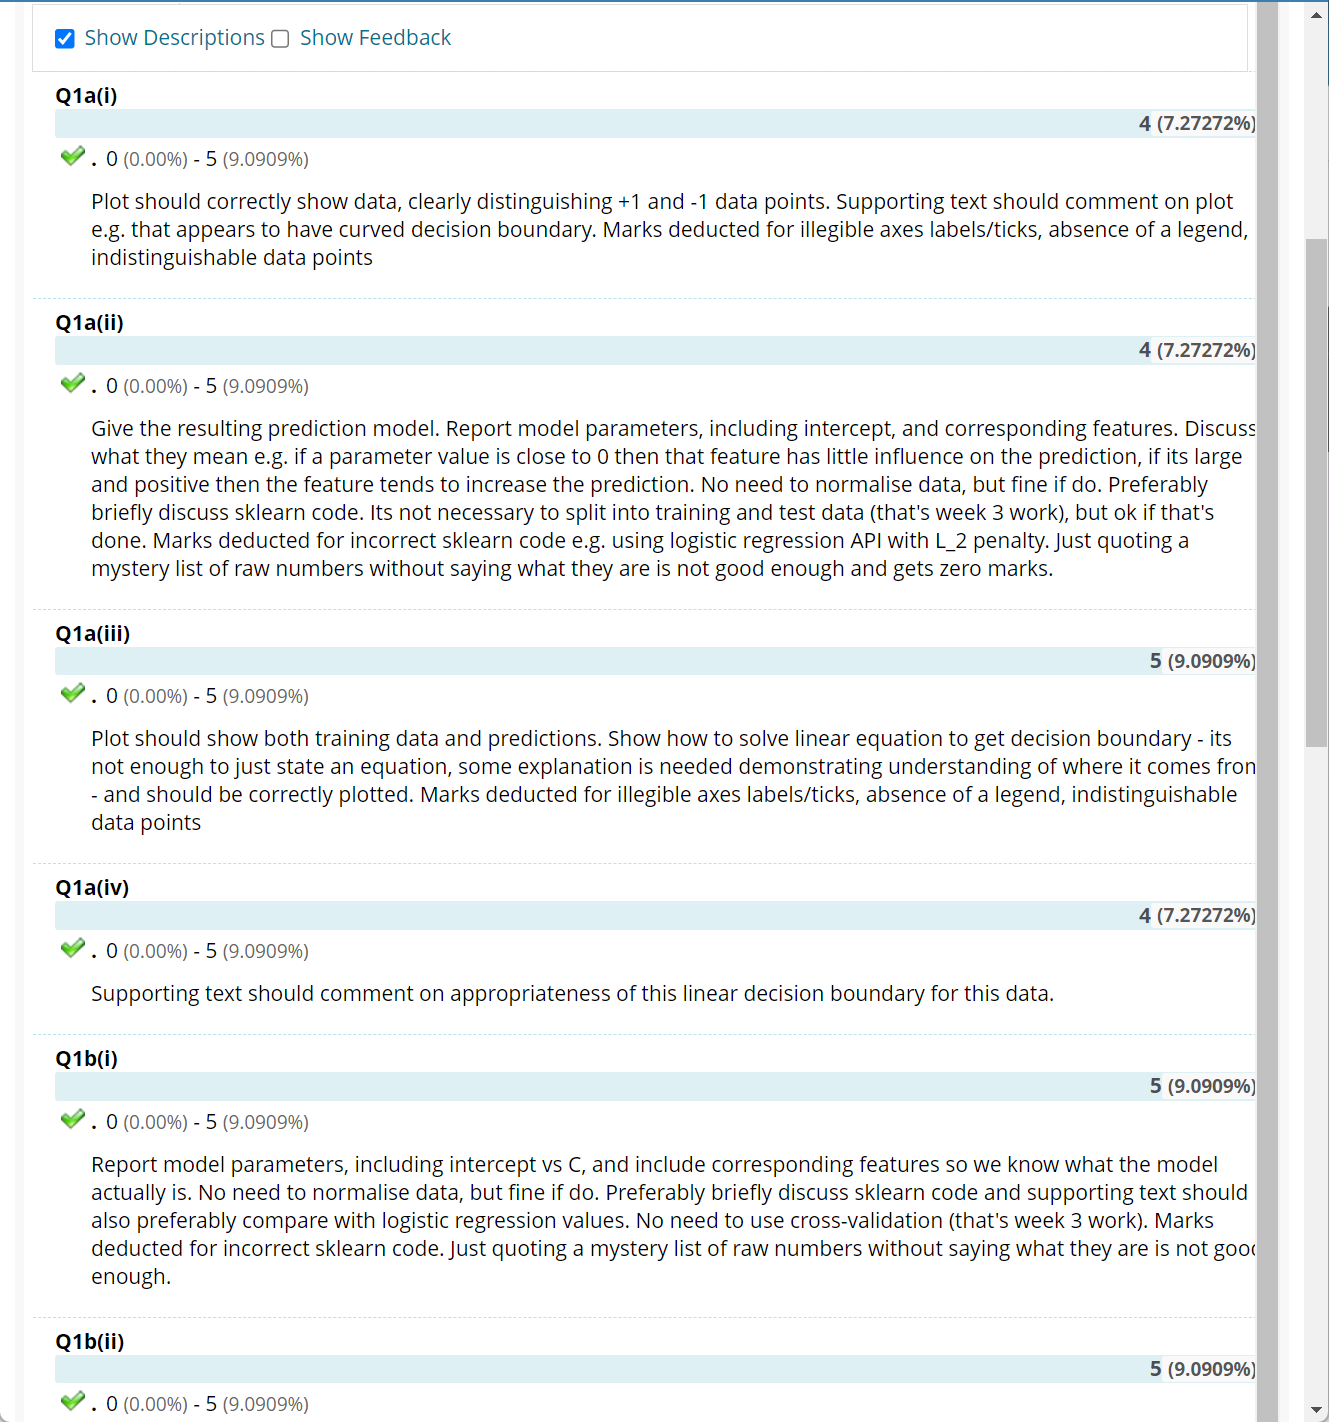 Show Descriptions Show Feedback
Q1a(i)
4 (7.27272%)
. 0 (0.00%) - 5 (9.0909%)
Plot should correctly show data, clearly distinguishing +1 and -1 data points. Supporting text should comment on plot
e.g. that appears to have curved decision boundary. Marks deducted for illegible axes labels/ticks, absence of a legend,
indistinguishable data points
Q1a(ii)
4 (7.27272%)
. 0 (0.00%) - 5 (9.0909%)
Give the resulting prediction model. Report model parameters, including intercept, and corresponding features. Discuss
what they mean e.g. if a parameter value is close to 0 then that feature has little influence on the prediction, if its large
and positive then the feature tends to increase the prediction. No need to normalise data, but fine if do. Preferably
briefly discuss sklearn code. Its not necessary to split into training and test data (that's week 3 work), but ok if that's
done. Marks deducted for incorrect sklearn code e.g. using logistic regression API with L_2 penalty. Just quoting a
mystery list of raw numbers without saying what they are is not good enough and gets zero marks.
Q1a(iii)
5 (9.0909%)
. 0 (0.00%) - 5 (9.0909%)
Plot should show both training data and predictions. Show how to solve linear equation to get decision boundary - its
not enough to just state an equation, some explanation is needed demonstrating understanding of where it comes from
- and should be correctly plotted. Marks deducted for illegible axes labels/ticks, absence of a legend, indistinguishable
data points
Q1a(iv)
4 (7.27272%)
. 0 (0.00%) - 5 (9.0909%)
Supporting text should comment on appropriateness of this linear decision boundary for this data.
Q1b(i)
5 (9.0909%)
. 0 (0.00%) - 5 (9.0909%)
Report model parameters, including intercept vs C, and include corresponding features so we know what the model
actually is. No need to normalise data, but fine if do. Preferably briefly discuss sklearn code and supporting text should
also preferably compare with logistic regression values. No need to use cross-validation (that's week 3 work). Marks
deducted for incorrect sklearn code. Just quoting a mystery list of raw numbers without saying what they are is not good
enough.
Q1b(ii)
5 (9.0909%)
. 0 (0.00%) - 5 (9.0909%)